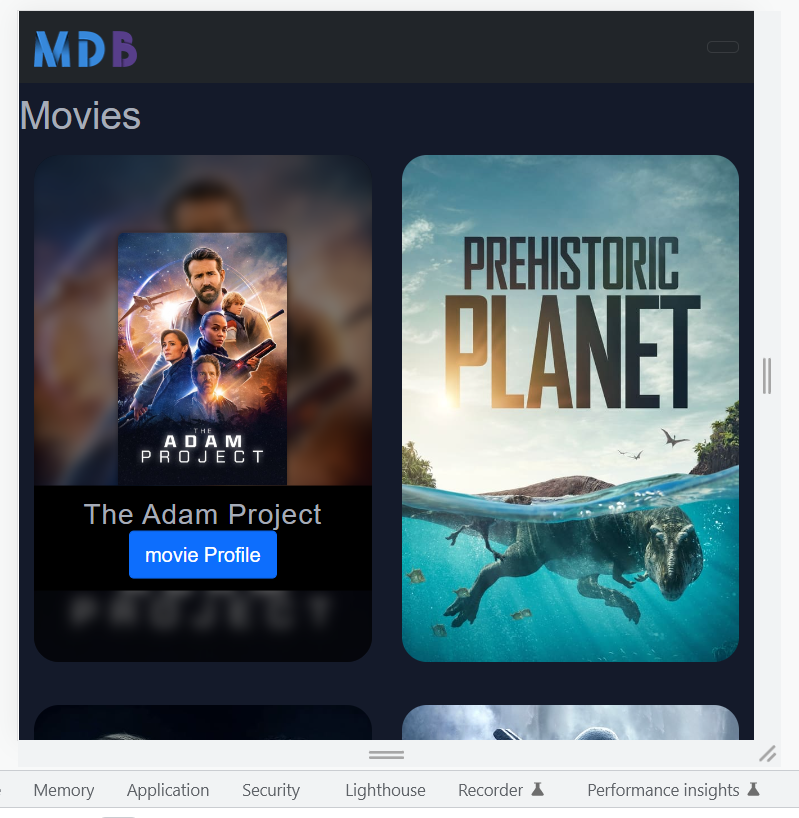 MDB
Movies
THE
ADAM
PROJECT
The Adam Project
movie Profile
PROJECT
PREHISTORIC
PLANET
Memory
Application
Security
Lighthouse
Recorder
Performance insights